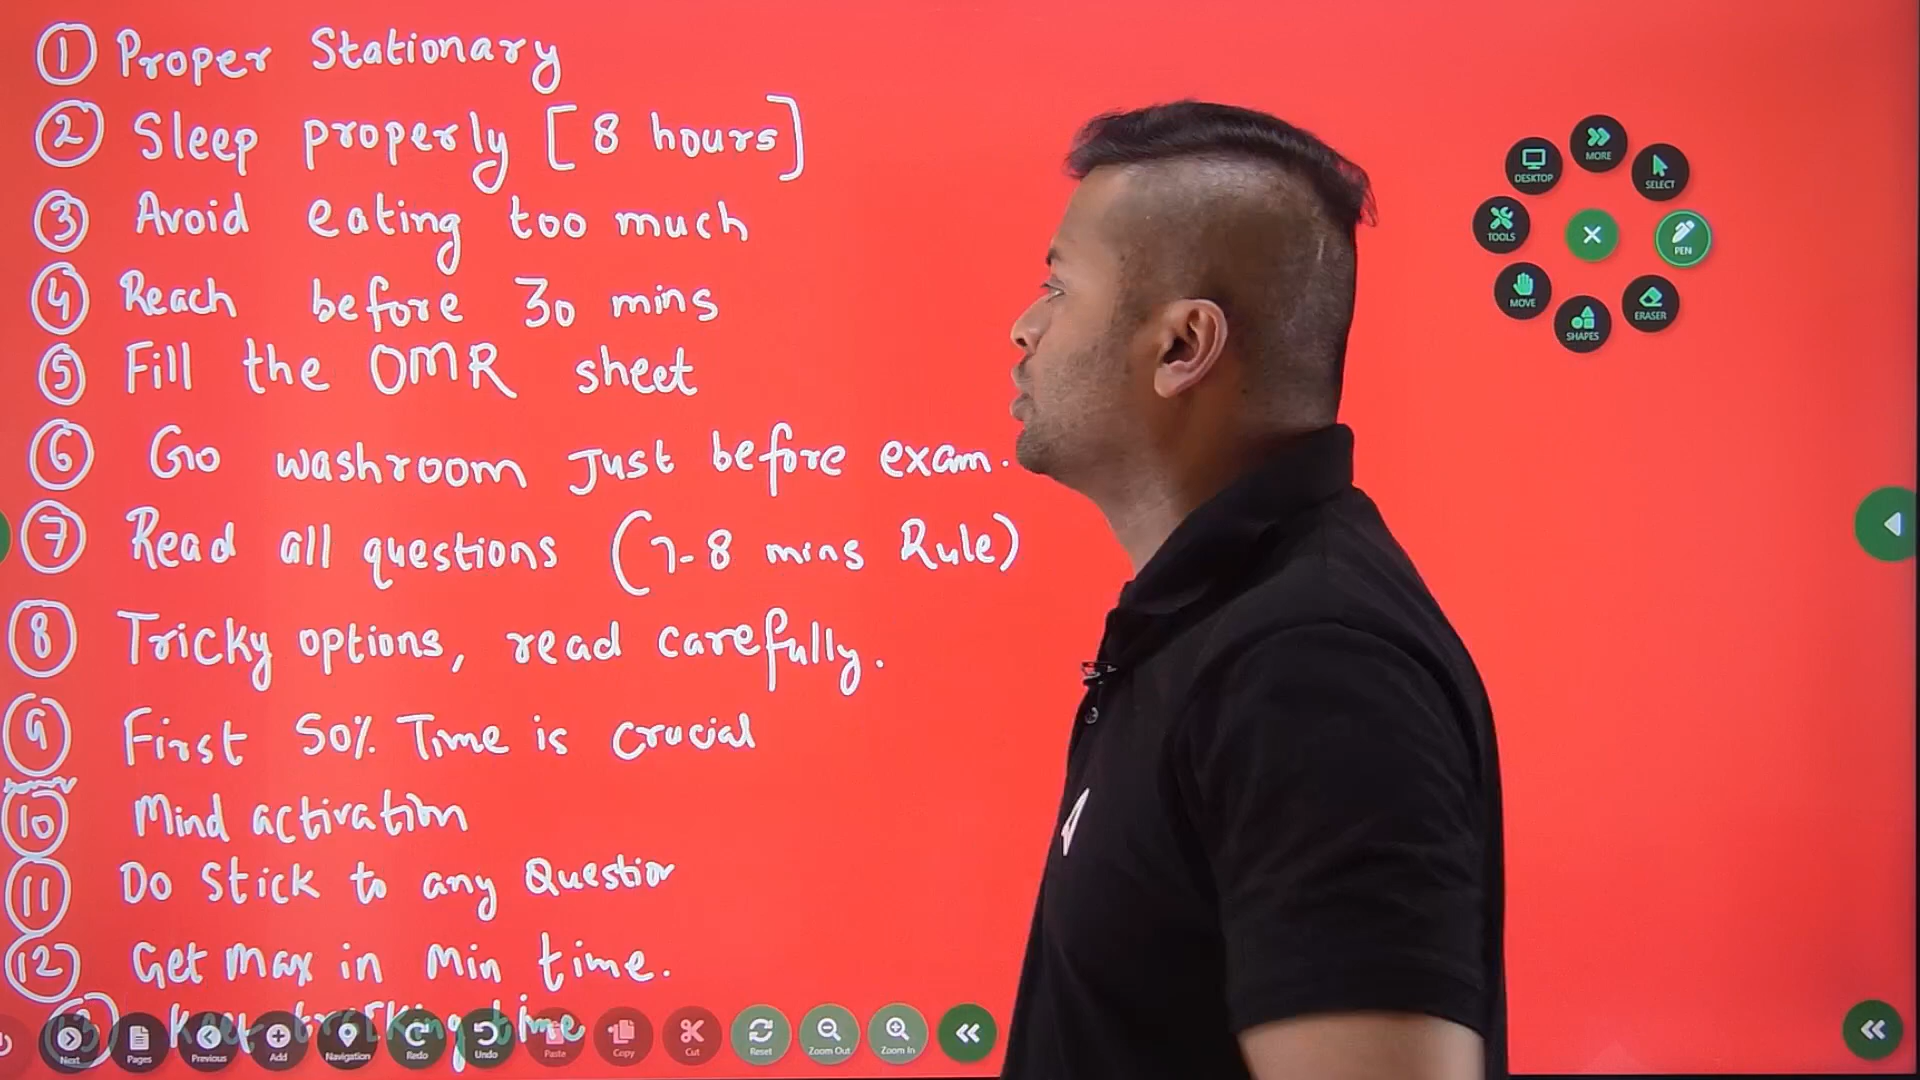 1 Proper Stationary
2 Sleep properly [8 hours]
3 Avoid eating too much
4 Reach before 30 mins
5 Fill the OMR sheet
6 Go washroom Just before exam.
7 Read all questions (7-8 mins Rule)
8 Tricky options, read carefully.
9 First 50% Time is crucial
10 Mind activation
11 Do stick to any Question
12 Get Max in Min time.
13 Keep tracking time
MORE
DESKTOP
SELECT
TOOLS
PEN
MOVE
ERASER
SHAPES
Next Pages Previous Add Navigation Redo Undo Paste Copy Cut Reset Zoom Out Zoom In